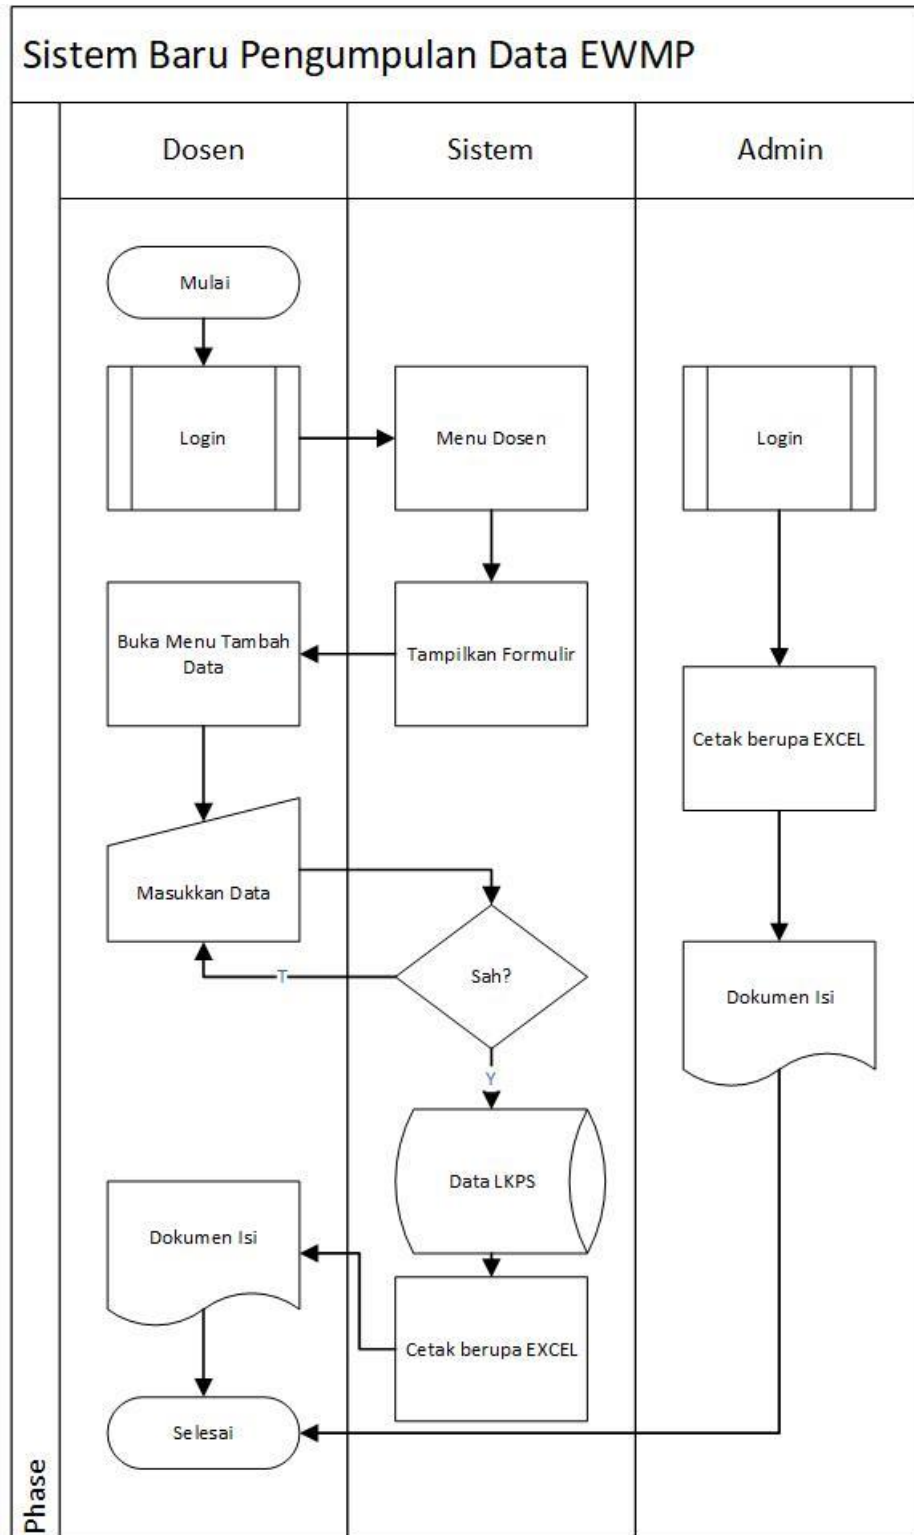 Sistem Baru Pengumpulan Data EWMP
Dosen
Sistem
Admin
Mulai
Login
Menu Dosen
Login
Buka Menu Tambah
Data
Tampilkan Formulir
Cetak berupa EXCEL
Masukkan Data
Sah?
T
Dokumen Isi
Y
Data LKPS
Dokumen Isi
Cetak berupa EXCEL
Selesai
Phase